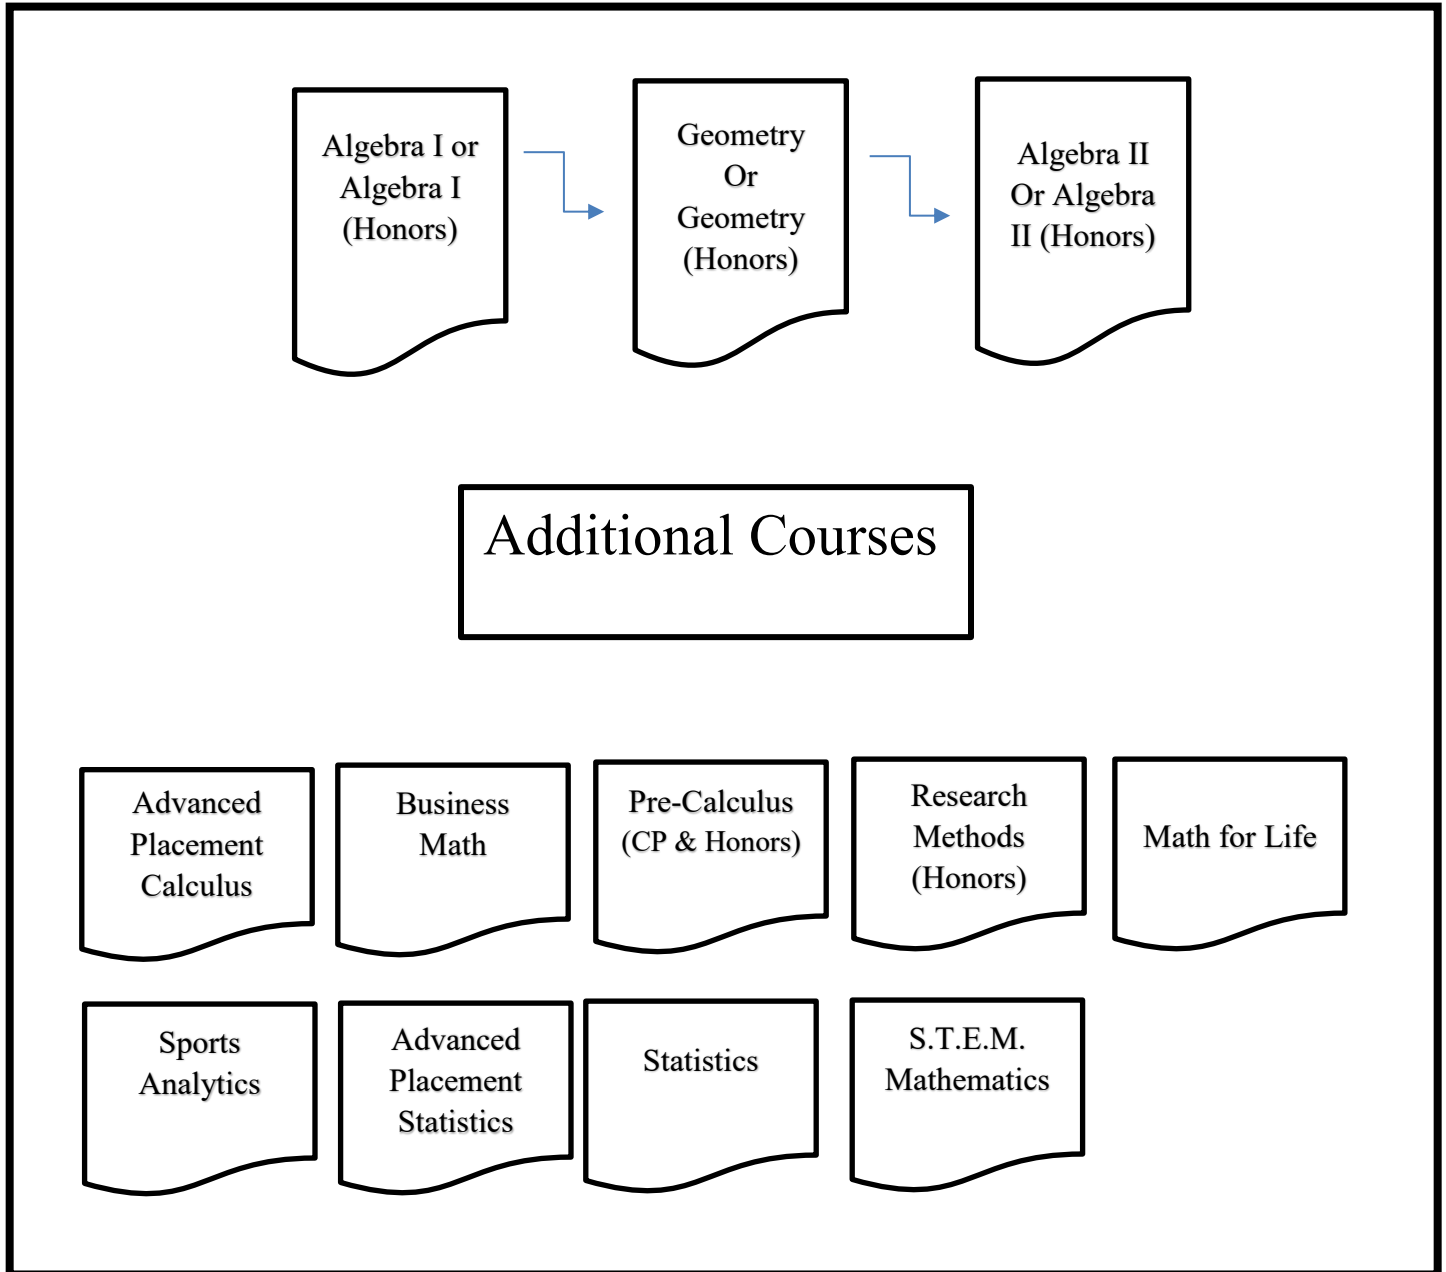 Algebra I or
Algebra I
(Honors)
Geometry
Or
Geometry
(Honors)
Algebra II
Or Algebra
II (Honors)
Additional Courses
Advanced
Placement
Calculus
Business
Math
Pre-Calculus
(CP & Honors)
Research
Methods
(Honors)
Math for Life
Sports
Analytics
Advanced
Placement
Statistics
Statistics
S.T.E.M.
Mathematics